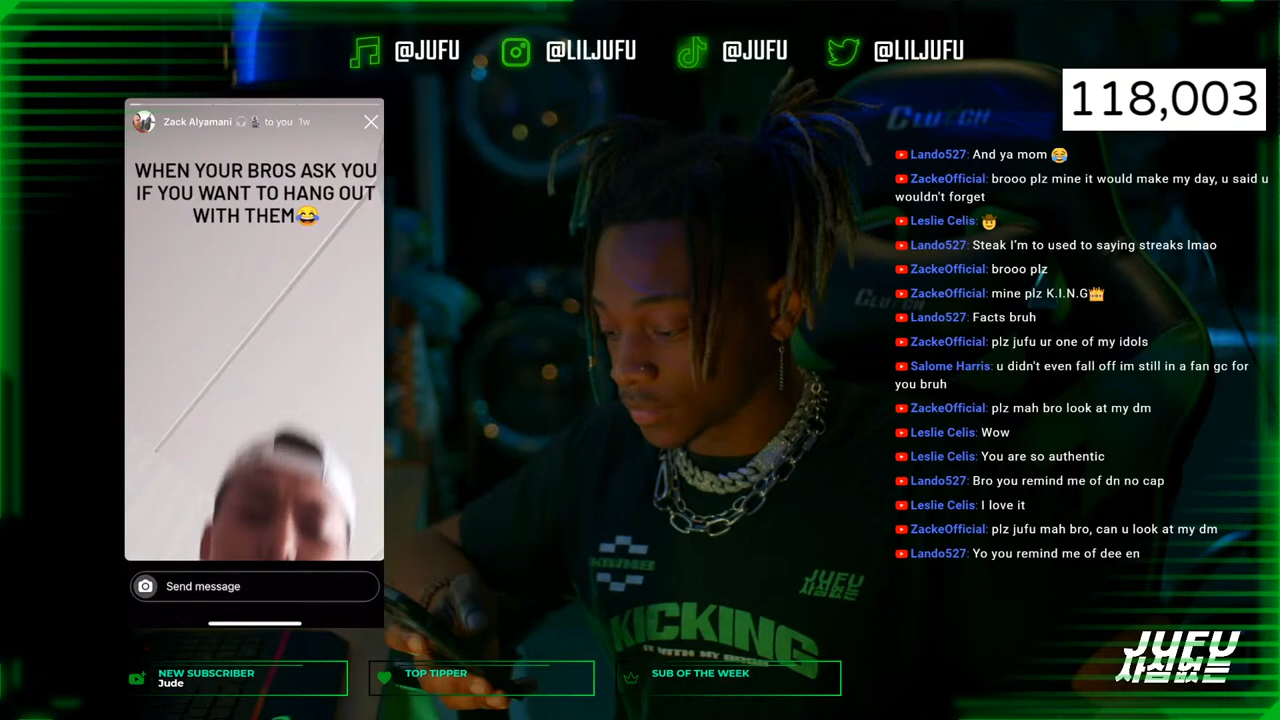 @JUFU @LILJUFU @JUFU @LILJUFU
118,003
Zack Alyamani 🎧 to you 1w
WHEN YOUR BROS ASK YOU
IF YOU WANT TO HANG OUT
WITH THEM😂
Send message
CLUTCH
CLUTCH
Lando527: And ya mom 😂
ZackeOfficial: brooo plz mine it would make my day, u said u
wouldn't forget
Leslie Celis: 🤠
Lando527: Steak I'm to used to saying streaks lmao
ZackeOfficial: brooo plz
ZackeOfficial: mine plz K.I.N.G👑
Lando527: Facts bruh
ZackeOfficial: plz jufu ur one of my idols
Salome Harris: u didn't even fall off im still in a fan gc for
you bruh
ZackeOfficial: plz mah bro look at my dm
Leslie Celis: Wow
Leslie Celis: You are so authentic
Lando527: Bro you remind me of dn no cap
Leslie Celis: I love it
ZackeOfficial: plz jufu mah bro, can u look at my dm
Lando527: Yo you remind me of dee en
KIWMB
JUFU
KICKING
IT WITH MY
NEW SUBSCRIBER
Jude
TOP TIPPER
SUB OF THE WEEK
JUFU